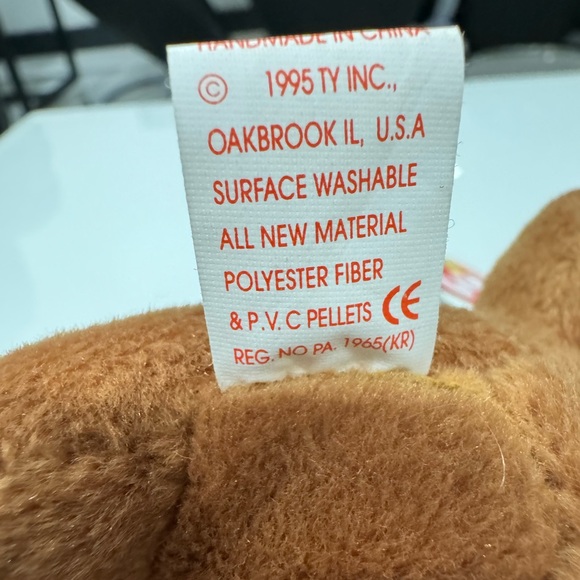 HANDMADE IN CHINA
© 1995 TY INC.,
OAKBROOK IL, U.S.A
SURFACE WASHABLE
ALL NEW MATERIAL
POLYESTER FIBER
& P.V.C PELLETS CE
REG. NO PA. 1965(KR)